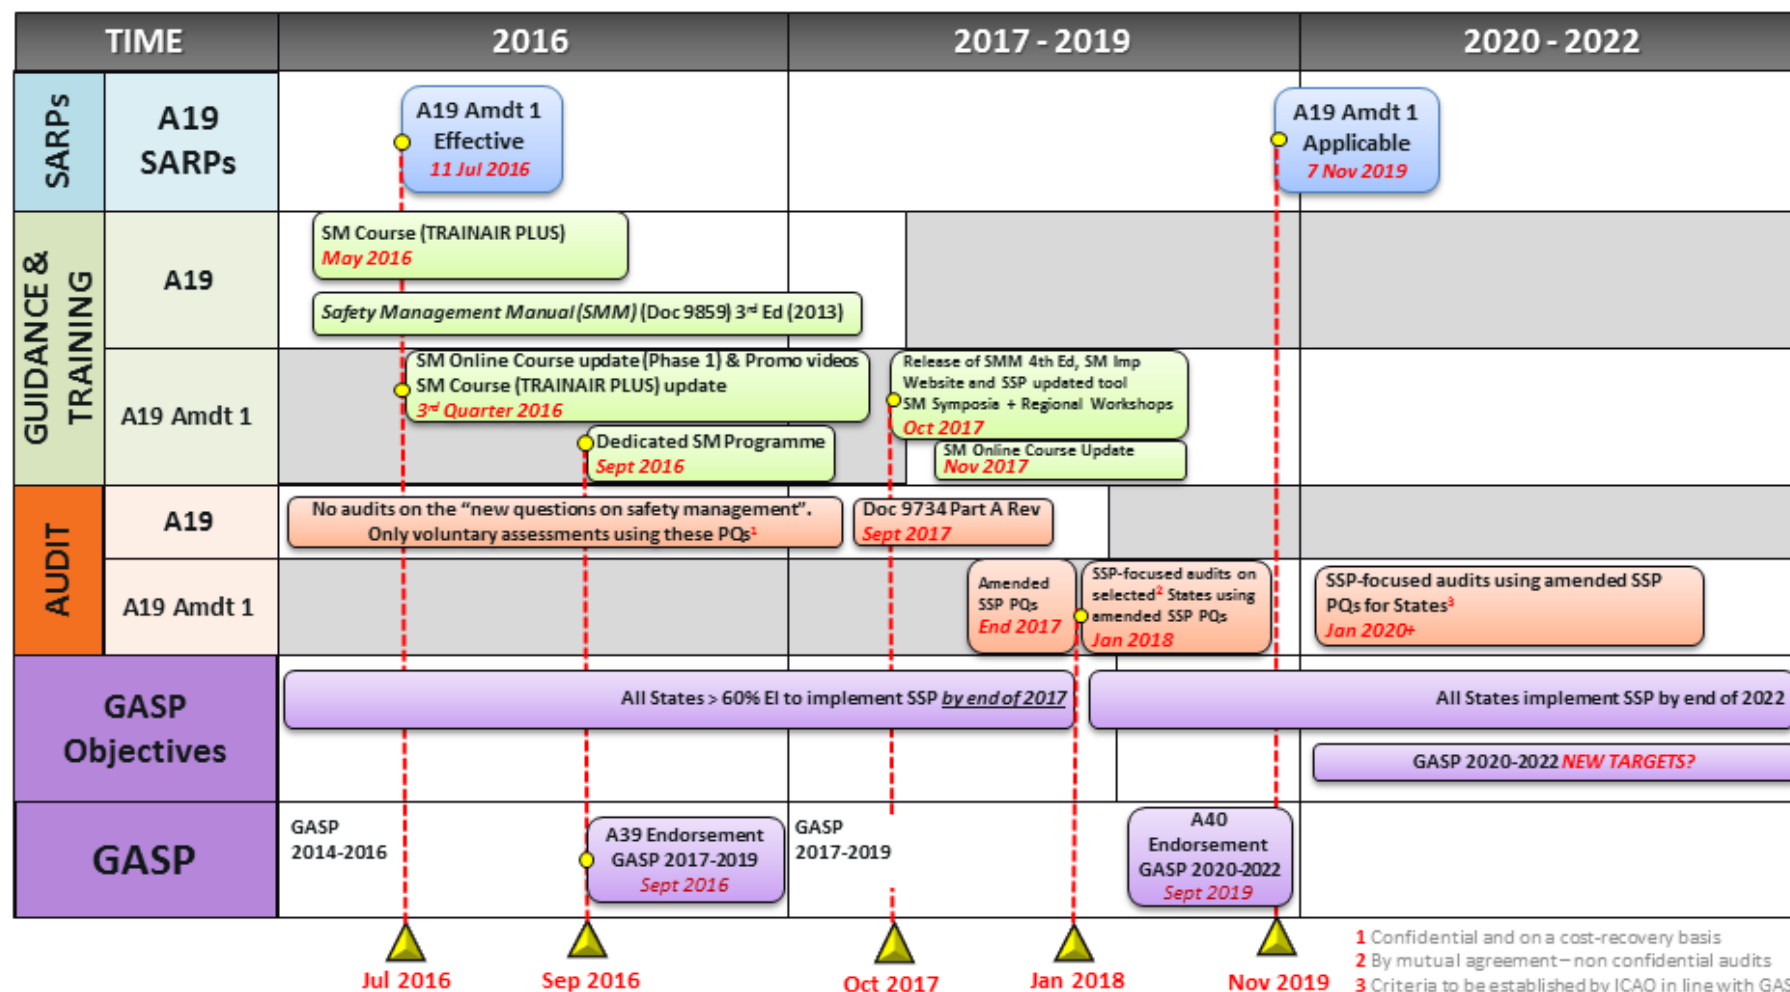 TIME
2016
2017 - 2019
2020 - 2022
SARPs
A19
SARPs
A19 Amdt 1
Effective
11 Jul 2016
A19 Amdt 1
Applicable
7 Nov 2019
GUIDANCE &
TRAINING
A19
SM Course (TRAINAIR PLUS)
May 2016
Safety Management Manual (SMM) (Doc 9859) 3rd Ed (2013)
A19 Amdt 1
SM Online Course update (Phase 1) & Promo videos
SM Course (TRAINAIR PLUS) update
3rd Quarter 2016
Dedicated SM Programme
Sept 2016
Release of SMM 4th Ed, SM Imp
Website and SSP updated tool
SM Symposia + Regional Workshops
Oct 2017
SM Online Course Update
Nov 2017
AUDIT
A19
No audits on the “new questions on safety management”.
Only voluntary assessments using these PQs1
Doc 9734 Part A Rev
Sept 2017
A19 Amdt 1
Amended
SSP PQs
End 2017
SSP-focused audits on
selected2 States using
amended SSP PQs
Jan 2018
SSP-focused audits using amended SSP
PQs for States3
Jan 2020+
GASP
Objectives
All States > 60% EI to implement SSP by end of 2017
All States implement SSP by end of 2022
GASP 2020-2022 NEW TARGETS?
GASP
GASP
2014-2016
A39 Endorsement
GASP 2017-2019
Sept 2016
GASP
2017-2019
A40
Endorsement
GASP 2020-2022
Sept 2019
Jul 2016
Sep 2016
Oct 2017
Jan 2018
Nov 2019
1 Confidential and on a cost-recovery basis
2 By mutual agreement – non confidential audits
3 Criteria to be established by ICAO in line with GAS